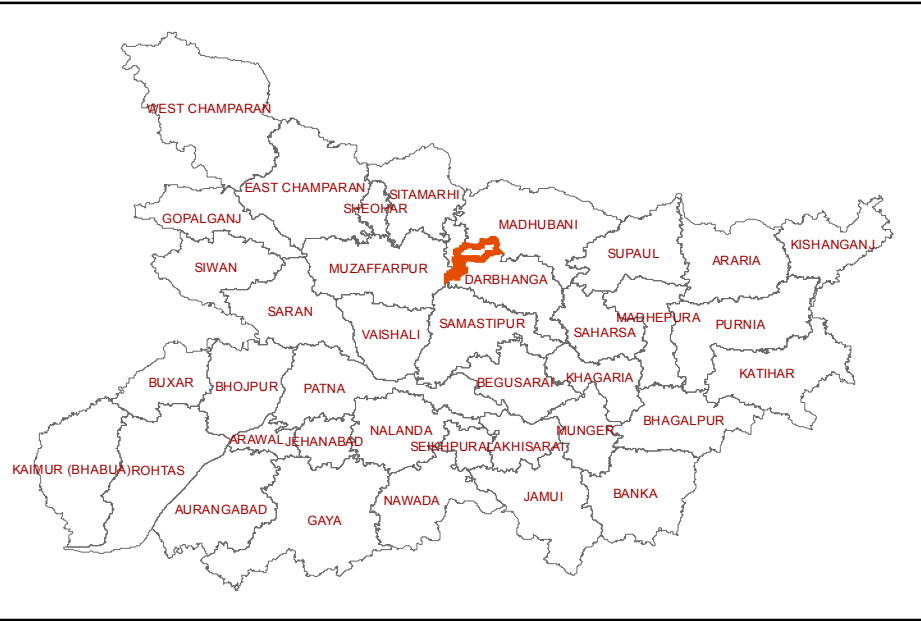 WEST CHAMPARAN
EAST CHAMPARAN
SITAMARHI
SHEOHAR
GOPALGANJ
MADHUBANI
KISHANGANJ
SUPAUL
ARARIA
SIWAN
MUZAFFARPUR
DARBHANGA
SARAN
MADHEPURA
SAMASTIPUR
PURNIA
VAISHALI
SAHARSA
KATIHAR
BUXAR
BHOJPUR
PATNA
BEGUSARAI
KHAGARIA
BHAGALPUR
NALANDA
MUNGER
ARAWAL
JEHANABAD
SEIKHPURA
LAKHISARAI
KAIMUR (BHABUA)
ROHTAS
AURANGABAD
GAYA
NAWADA
JAMUI
BANKA